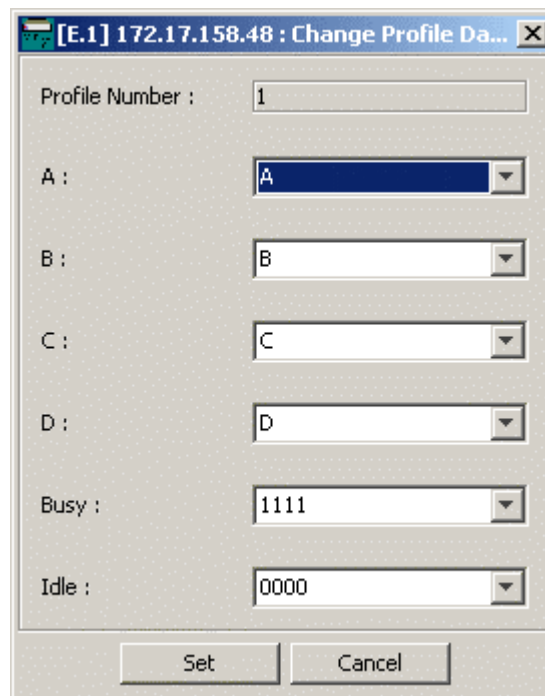 [E.1] 172.17.158.48 : Change Profile Da...
Profile Number : 1
A : A
B : B
C : C
D : D
Busy : 1111
Idle : 0000
Set Cancel